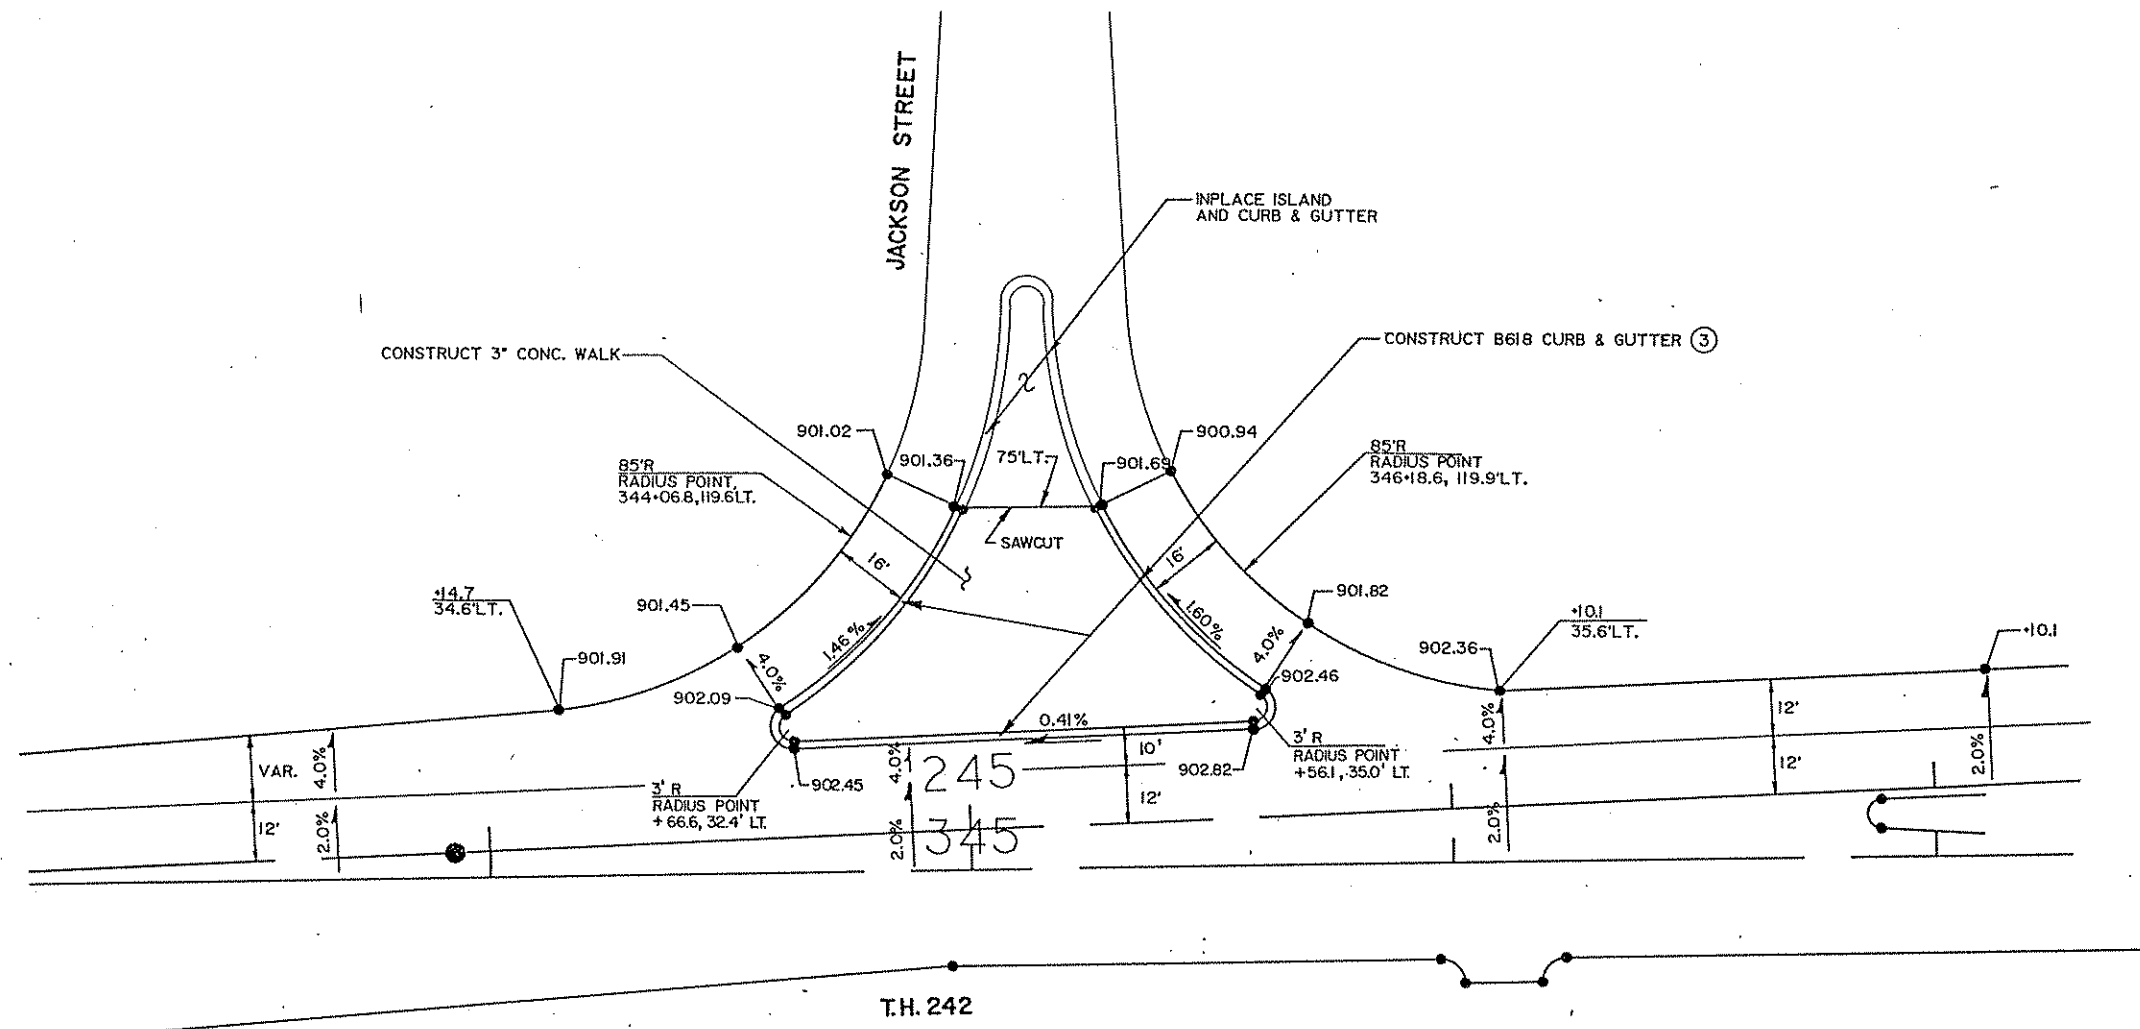 JACKSON STREET
INPLACE ISLAND
AND CURB & GUTTER
CONSTRUCT 3" CONC. WALK
CONSTRUCT B618 CURB & GUTTER 3
901.02
900.94
901.36
75'LT.
901.69
85'R
RADIUS POINT
344+06.8,119.6LT.
85'R
RADIUS POINT
346+18.6, 119.9'LT.
SAWCUT
16'
16'
+14.7
34.6'LT.
901.45
901.82
+10.1
35.6'LT.
1.46%
1.60%
4.0%
4.0%
901.91
902.36
+10.1
902.09
902.46
0.41%
12'
VAR.
4.0%
4.0%
245
10'
902.82
3' R
RADIUS POINT
+56.1, 35.0' LT.
4.0%
12'
2.0%
902.45
3' R
RADIUS POINT
+66.6, 32.4' LT.
12'
2.0%
2.0%
345
12'
2.0%
T.H. 242